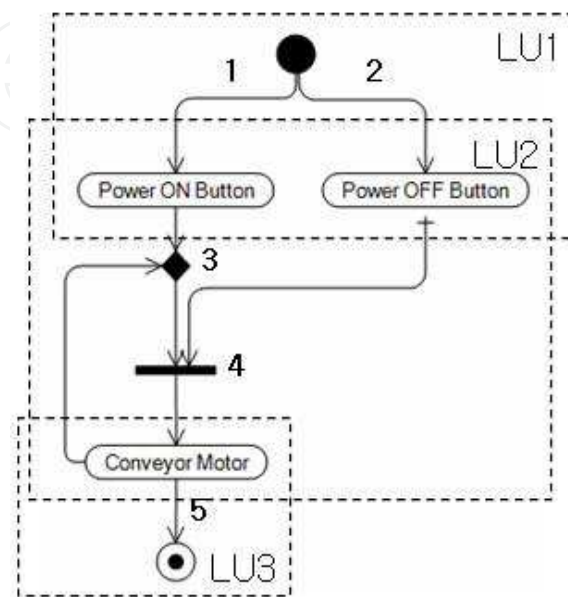 LU1
1
2
LU2
Power ON Button
Power OFF Button
3
4
Conveyor Motor
5
LU3